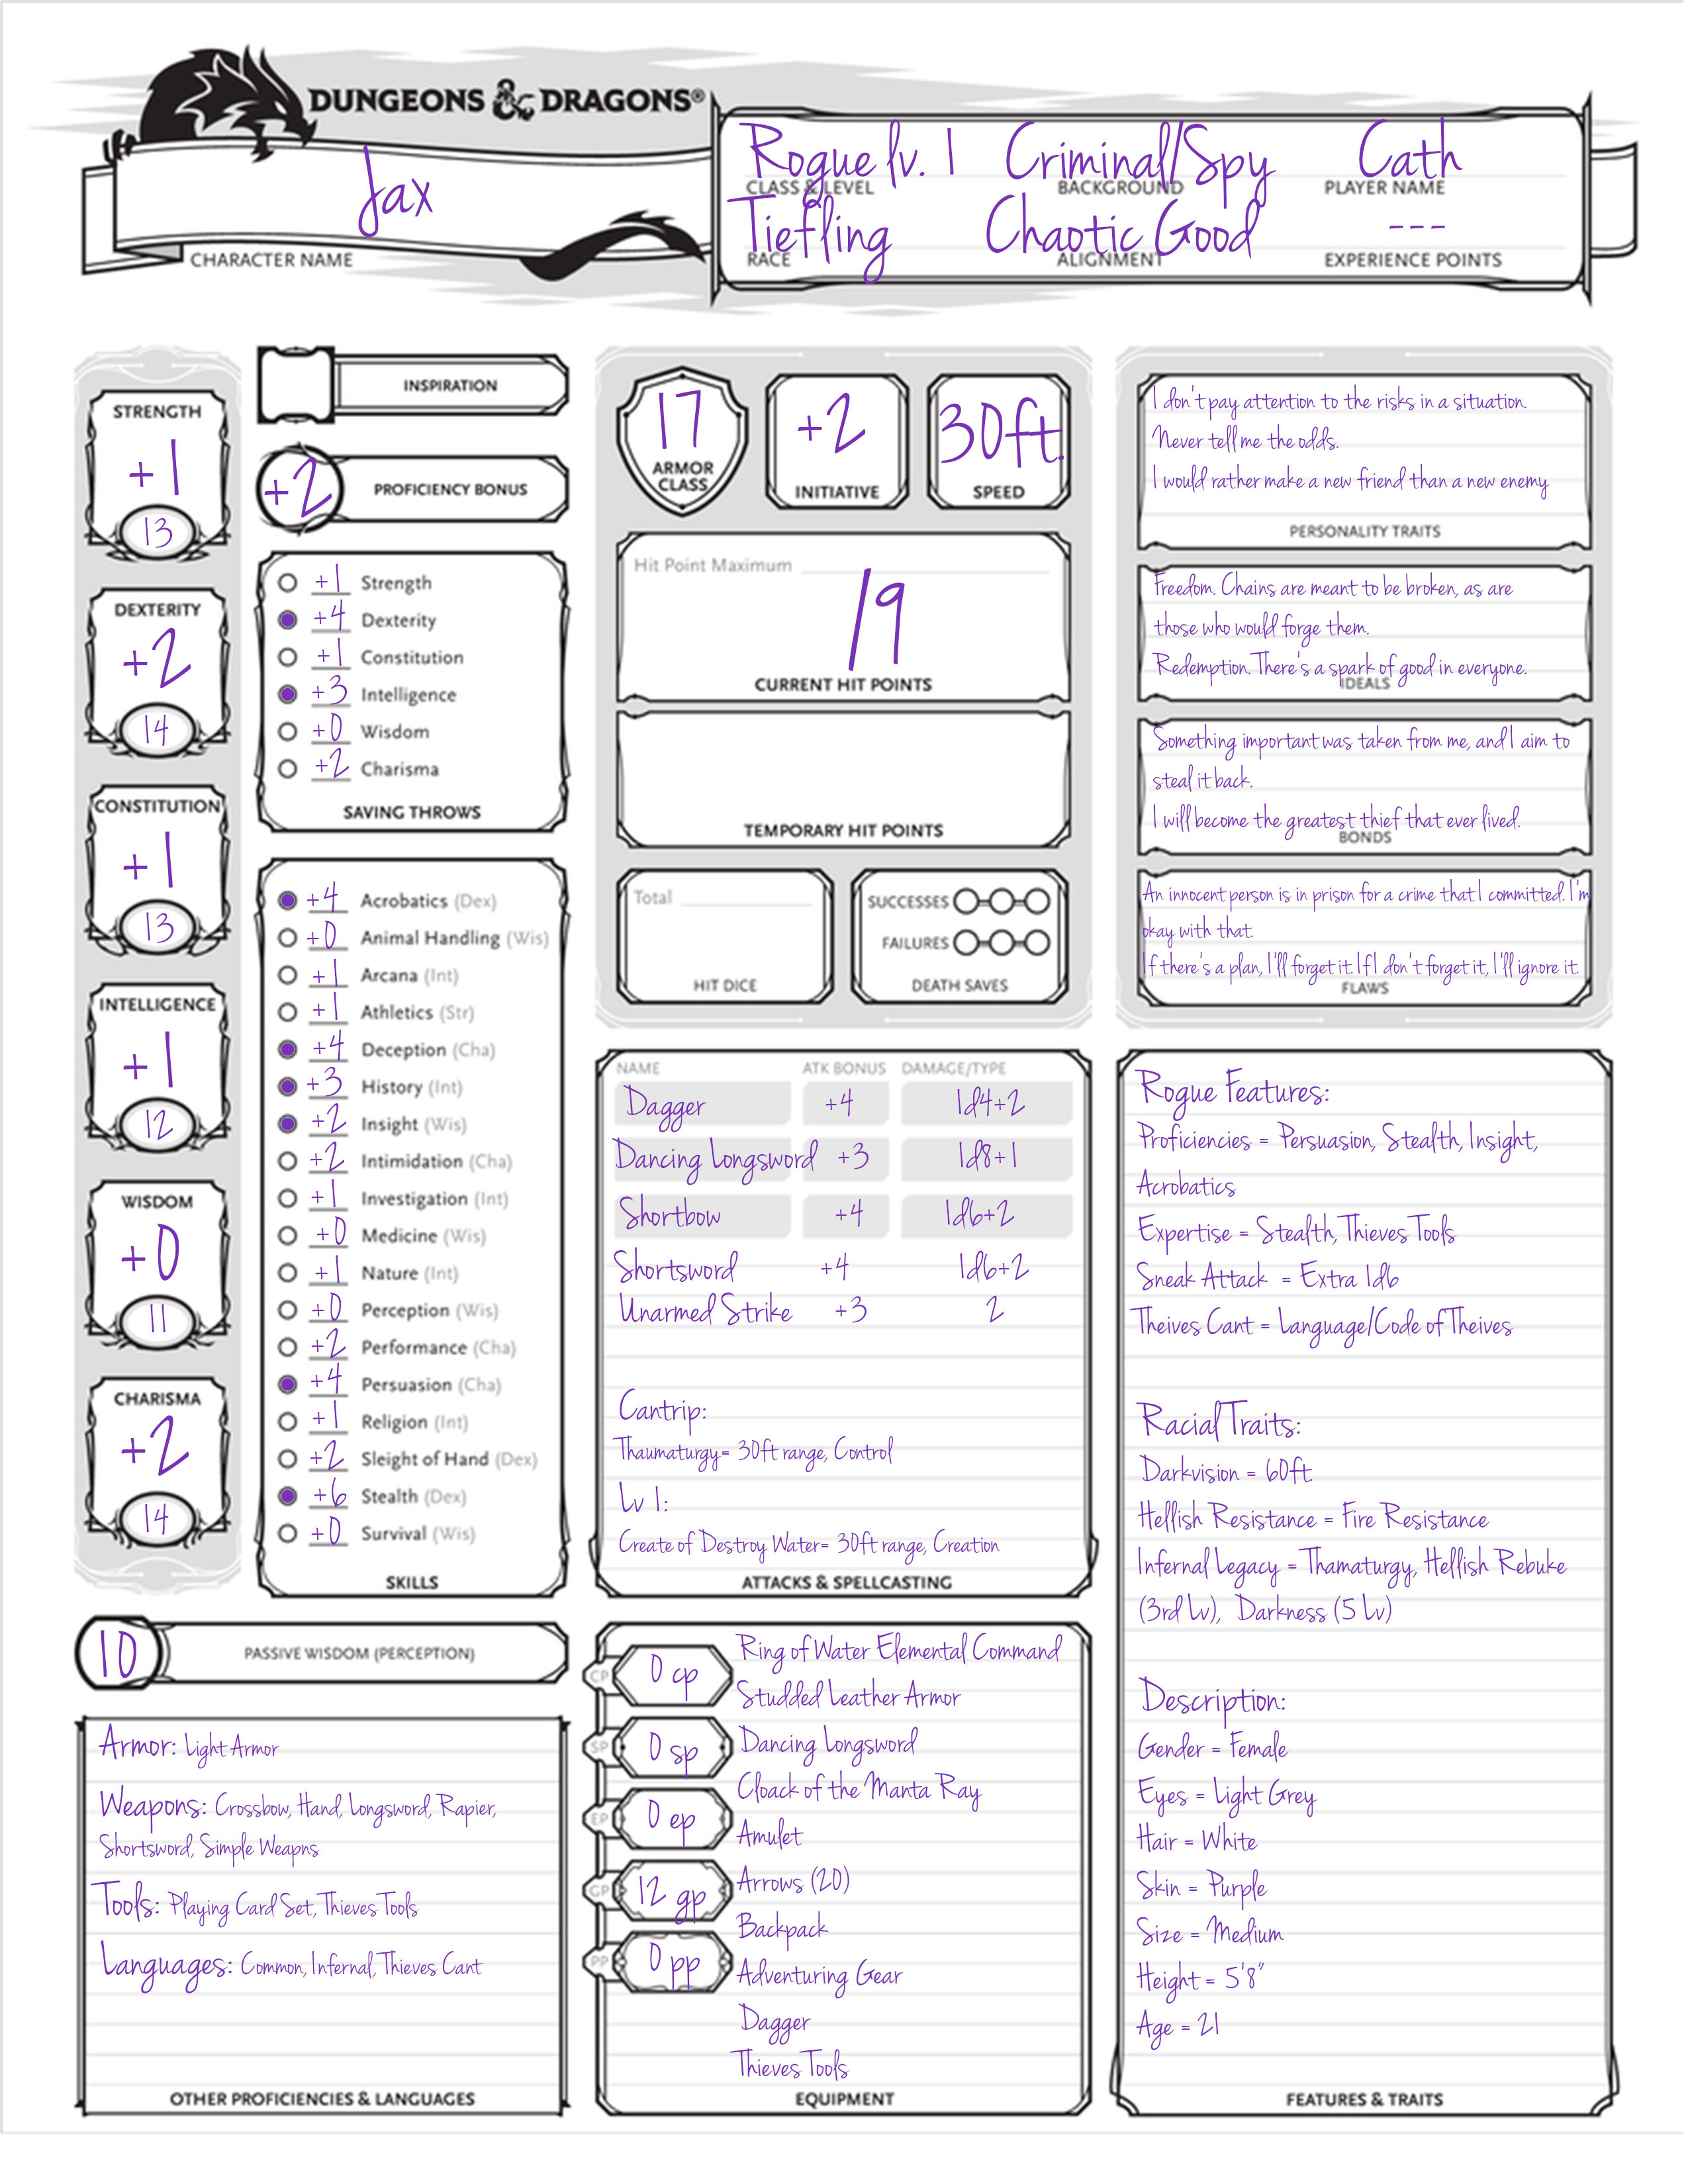 DUNGEONS & DRAGONS®
Jax
CHARACTER NAME
Rogue lv. 1 Criminal/Spy Cath
CLASS & LEVEL BACKGROUND PLAYER NAME
Tiefling Chaotic Good ---
RACE ALIGNMENT EXPERIENCE POINTS
STRENGTH
+1
13
DEXTERITY
+2
14
CONSTITUTION
+1
13
INTELLIGENCE
+1
12
WISDOM
+0
11
CHARISMA
+2
14
INSPIRATION
+2 PROFICIENCY BONUS
+1 Strength
+4 Dexterity
+1 Constitution
+3 Intelligence
+0 Wisdom
+2 Charisma
SAVING THROWS
+4 Acrobatics (Dex)
+0 Animal Handling (Wis)
+1 Arcana (Int)
+1 Athletics (Str)
+4 Deception (Cha)
+3 History (Int)
+2 Insight (Wis)
+2 Intimidation (Cha)
+1 Investigation (Int)
+0 Medicine (Wis)
+1 Nature (Int)
+0 Perception (Wis)
+2 Performance (Cha)
+4 Persuasion (Cha)
+1 Religion (Int)
+2 Sleight of Hand (Dex)
+6 Stealth (Dex)
+0 Survival (Wis)
SKILLS
10 PASSIVE WISDOM (PERCEPTION)
Armor: Light Armor
Weapons: Crossbow, Hand, Longsword, Rapier,
Shortsword, Simple Weapns
Tools: Playing Card Set, Thieves Tools
Languages: Common, Infernal, Thieves Cant
OTHER PROFICIENCIES & LANGUAGES
17
ARMOR
CLASS
+2
INITIATIVE
30ft.
SPEED
Hit Point Maximum
19
CURRENT HIT POINTS
TEMPORARY HIT POINTS
Total
HIT DICE
SUCCESSES
FAILURES
DEATH SAVES
NAME ATK BONUS DAMAGE/TYPE
Dagger +4 1d4+2
Dancing Longsword +3 1d8+1
Shortbow +4 1d6+2
Shortsword +4 1d6+2
Unarmed Strike +3 2
Cantrip:
Thaumaturgy= 30ft range, Control
Lv 1:
Create of Destroy Water= 30ft range, Creation
ATTACKS & SPELLCASTING
CP 0 cp
SP 0 sp
EP 0 ep
GP 12 gp
PP 0 pp
Ring of Water Elemental Command
Studded Leather Armor
Dancing Longsword
Cloack of the Manta Ray
Amulet
Arrows (20)
Backpack
Adventuring Gear
Dagger
Thieves Tools
EQUIPMENT
I don't pay attention to the risks in a situation.
Never tell me the odds.
I would rather make a new friend than a new enemy
PERSONALITY TRAITS
Freedom. Chains are meant to be broken, as are
those who would forge them.
Redemption. There's a spark of good in everyone.
IDEALS
Something important was taken from me, and I aim to
steal it back.
I will become the greatest thief that ever lived.
BONDS
An innocent person is in prison for a crime that I committed. I'm
okay with that.
If there's a plan, I'll forget it. If I don't forget it, I'll ignore it.
FLAWS
Rogue Features:
Proficiencies = Persuasion, Stealth, Insight,
Acrobatics
Expertise = Stealth, Thieves Tools
Sneak Attack = Extra 1d6
Theives Cant = Language/Code of Theives
Racial Traits:
Darkvision = 60ft
Hellish Resistance = Fire Resistance
Infernal Legacy = Thamaturgy, Hellish Rebuke
(3rd Lv), Darkness (5 Lv)
Description:
Gender = Female
Eyes = Light Grey
Hair = White
Skin = Purple
Size = Medium
Height = 5'8"
Age = 21
FEATURES & TRAITS